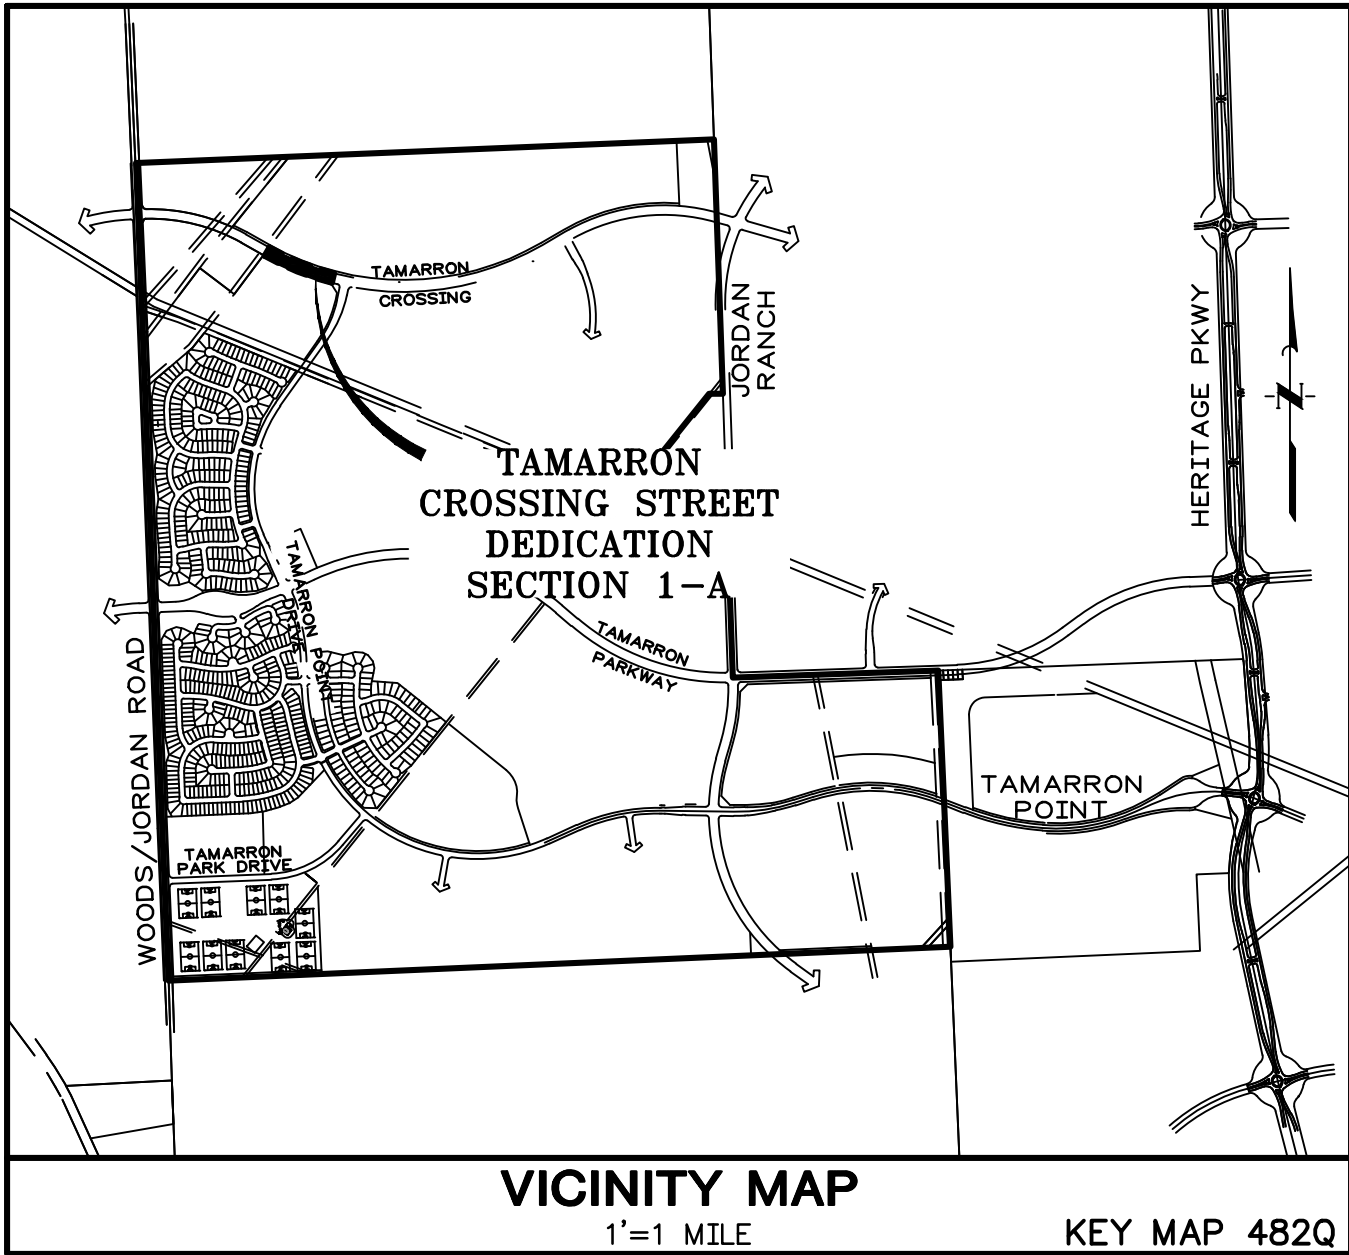 TAMARRON
CROSSING
JORDAN
RANCH
HERITAGE PKWY
N
TAMARRON
CROSSING STREET
DEDICATION
SECTION 1-A
TAMARRON POINT
DRIVE
TAMARRON
PARKWAY
WOODS/JORDAN ROAD
TAMARRON
POINT
TAMARRON
PARK DRIVE
VICINITY MAP
1'=1 MILE
KEY MAP 482Q